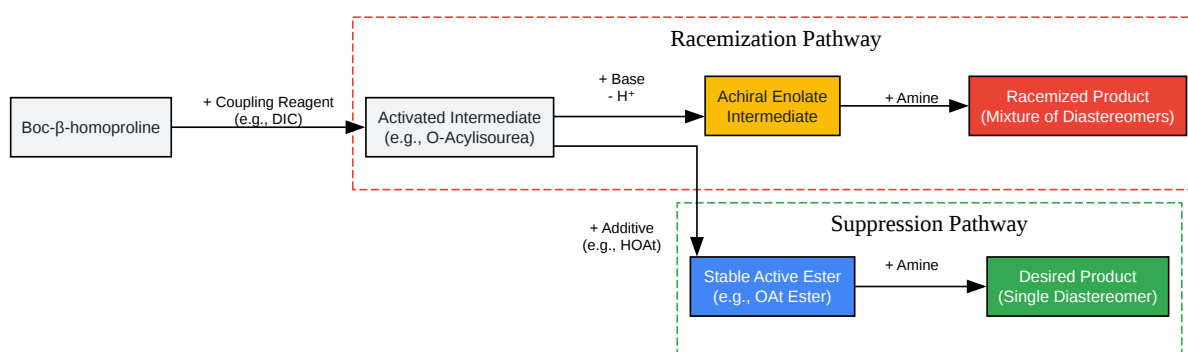 Racemization Pathway
Boc-β-homoproline
+ Coupling Reagent
(e.g., DIC)
Activated Intermediate
(e.g., O-Acylisourea)
+ Base
- H⁺
Achiral Enolate
Intermediate
+ Amine
Racemized Product
(Mixture of Diastereomers)
Suppression Pathway
+ Additive
(e.g., HOAt)
Stable Active Ester
(e.g., OAt Ester)
+ Amine
Desired Product
(Single Diastereomer)